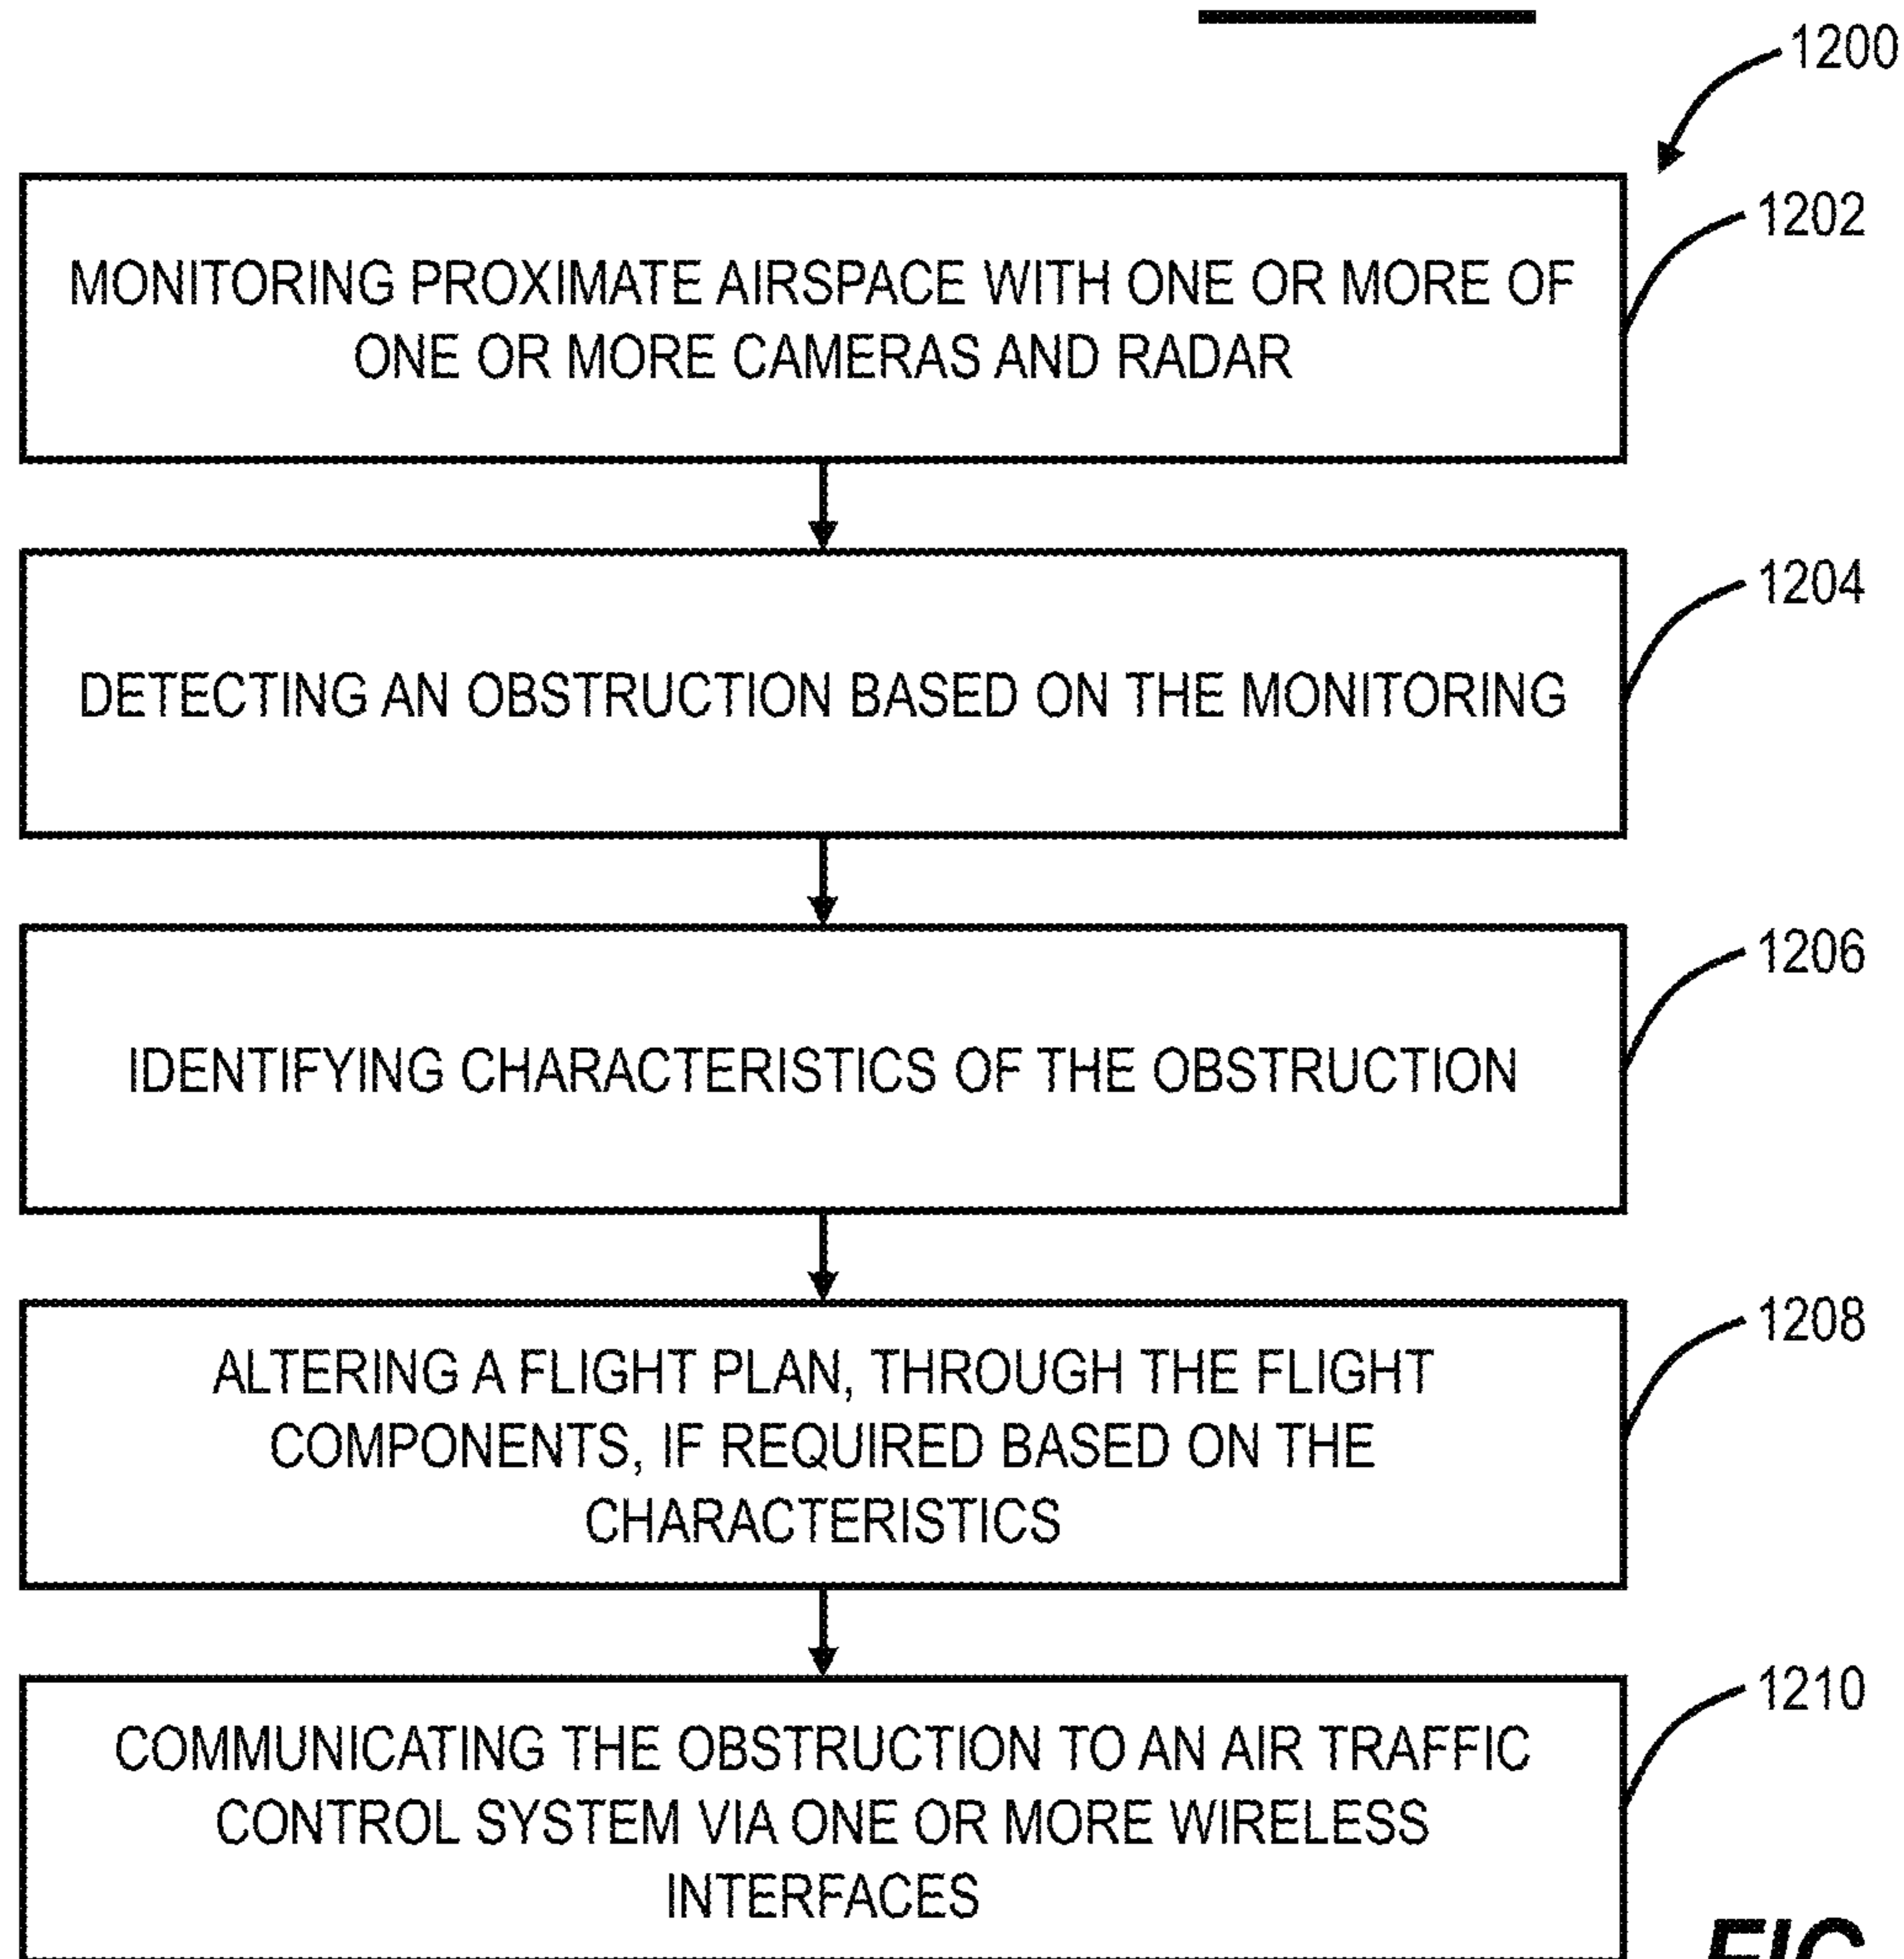 1200
1202
MONITORING PROXIMATE AIRSPACE WITH ONE OR MORE OF
ONE OR MORE CAMERAS AND RADAR
1204
DETECTING AN OBSTRUCTION BASED ON THE MONITORING
1206
IDENTIFYING CHARACTERISTICS OF THE OBSTRUCTION
1208
ALTERING A FLIGHT PLAN, THROUGH THE FLIGHT
COMPONENTS, IF REQUIRED BASED ON THE
CHARACTERISTICS
1210
COMMUNICATING THE OBSTRUCTION TO AN AIR TRAFFIC
CONTROL SYSTEM VIA ONE OR MORE WIRELESS
INTERFACES
FIG